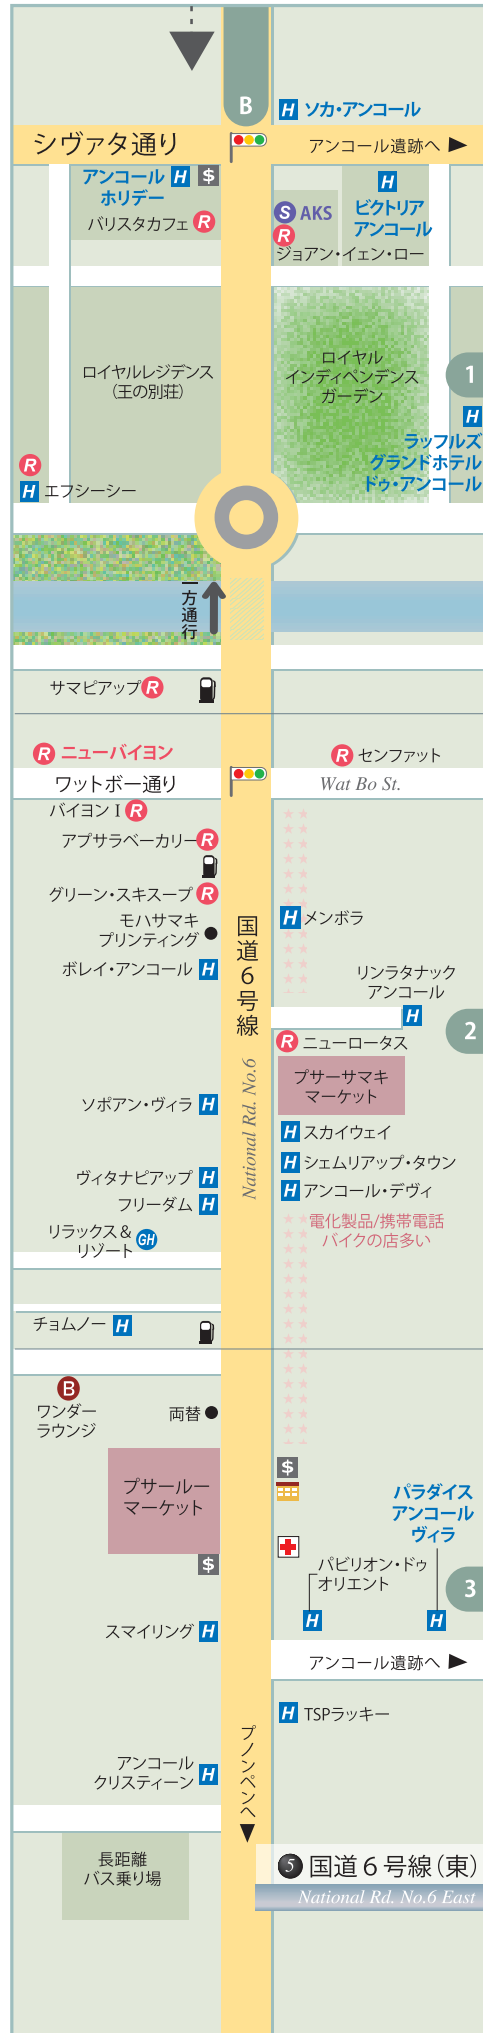 B
H ソカ・アンコール
シヴァタ通り
アンコール遺跡へ ▶
アンコール H $
ホリデー
バリスタカフェ R
S AKS
R
ジョアン・イェン・ロー
H
ビクトリア
アンコール
ロイヤルレジデンス
(王の別荘)
ロイヤル
インディペンデンス
ガーデン
1
H
ラッフルズ
グランドホテル
ドゥ・アンコール
R
H エフシーシー
一方通行
サマピアップ R
R ニューバイヨン
R センファット
ワットボー通り
Wat Bo St.
バイヨン I R
アプサラベーカリー R
グリーン・スキスープ R
モハサマキ
プリンティング ●
ボレイ・アンコール H
国道6号線
National Rd. No.6
H メンボラ
リンラタナック
アンコール
H
2
R ニューロータス
プサーサマキ
マーケット
ソポアン・ヴィラ H
H スカイウェイ
H シェムリアップ・タウン
H アンコール・デヴィ
ヴィタナピアップ H
フリーダム H
リラックス&
リゾート GH
電化製品/携帯電話
バイクの店多い
チョムノー H
B
ワンダー
ラウンジ
両替 ●
プサールー
マーケット
$
$
パラダイス
アンコール
ヴィラ
パビリオン・ドゥ
オリエント
3
H
H
スマイリング H
アンコール遺跡へ ▶
H TSPラッキー
プノンペンへ▼
アンコール
クリスティーン H
長距離
バス乗り場
5 国道6号線(東)
National Rd. No.6 East